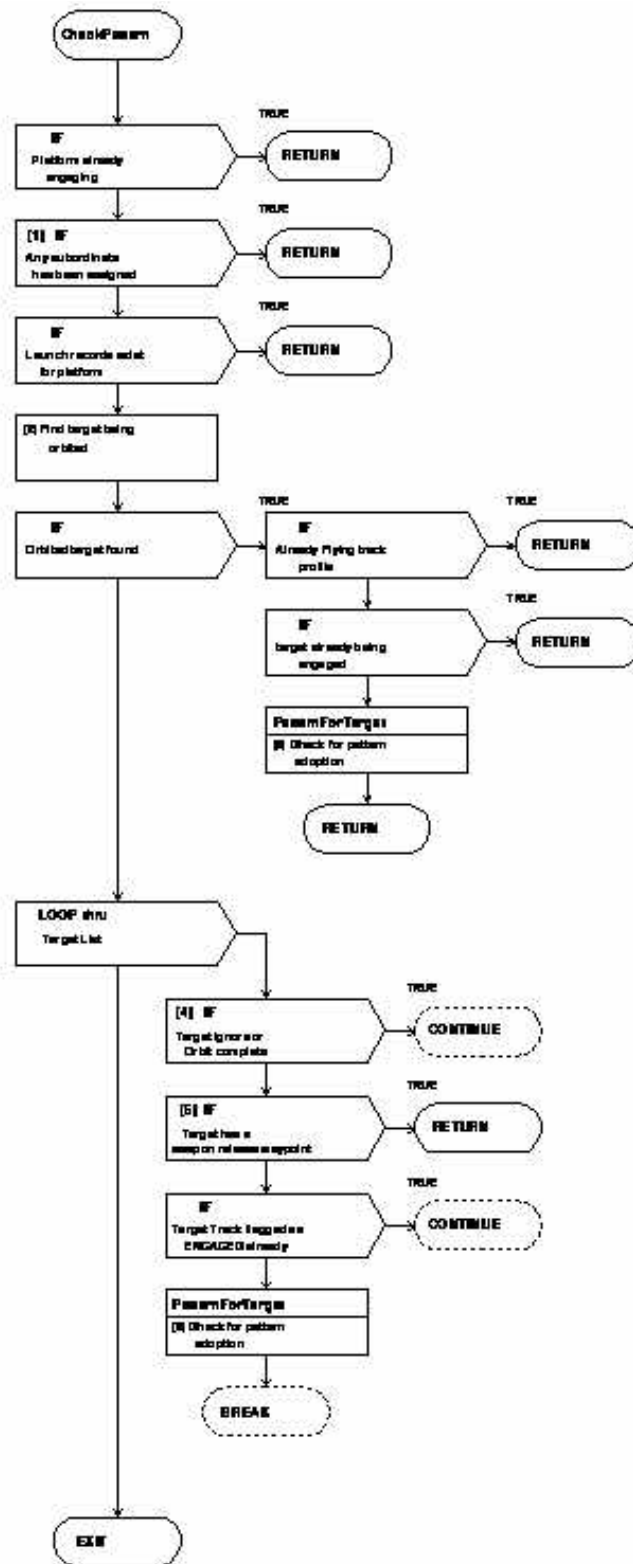 TRUE
IF
Platform already
engaging
RETURN
TRUE
[1] IF
Any subordinate
has been assigned
RETURN
TRUE
IF
Launch records exist
for platform
RETURN
Find target being
orbited
TRUE
TRUE
IF
Orbited target found
IF
Already Flying track
profile
RETURN
TRUE
IF
target already being
engaged
RETURN
Check for pattern
adoption
RETURN
LOOP thru
Target List
TRUE
[4] IF
Target Ignore or
Orbit complete
CONTINUE
TRUE
[5] IF
Target has a
weapon release waypoint
RETURN
TRUE
IF
Target Track flagged as
ENGAGED already
CONTINUE
Check for pattern
adoption
BREAK
EXIT